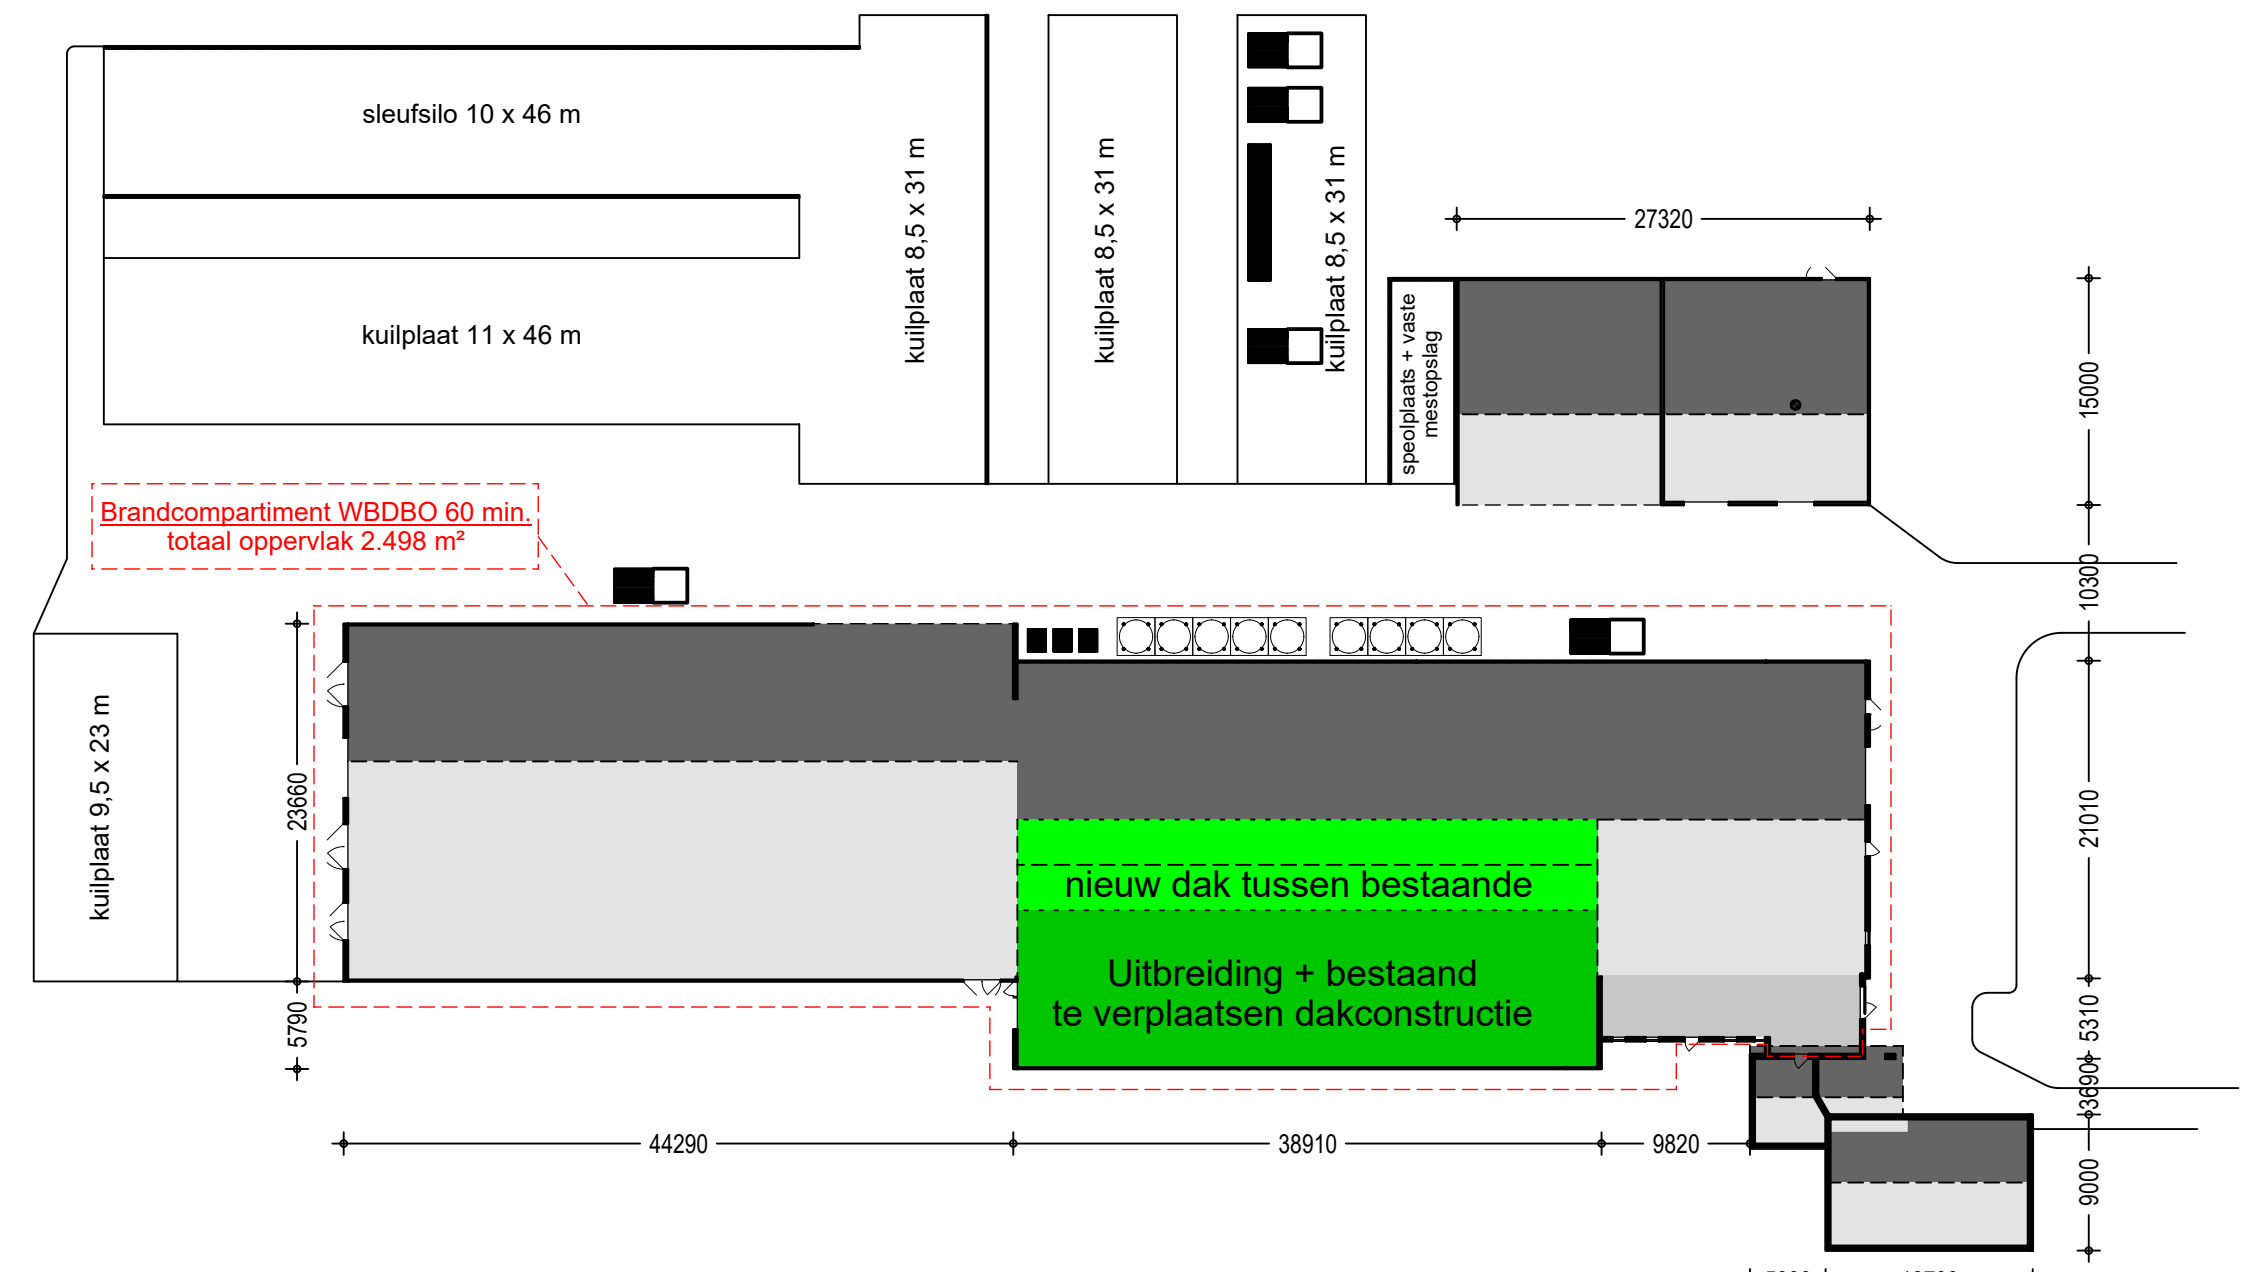 sleufsilo 10 x 46 m
kuilplaat 11 x 46 m
kuilplaat 8,5 x 31 m
kuilplaat 8,5 x 31 m
kuilplaat 8,5 x 31 m
speolplaats + vaste
mestopslag
27320
15000
10300
21010
5310
3690
9000
Brandcompartiment WBDBO 60 min.
totaal oppervlak 2.498 m²
kuilplaat 9,5 x 23 m
23660
5790
nieuw dak tussen bestaande
Uitbreiding + bestaand
te verplaatsen dakconstructie
44290
38910
9820